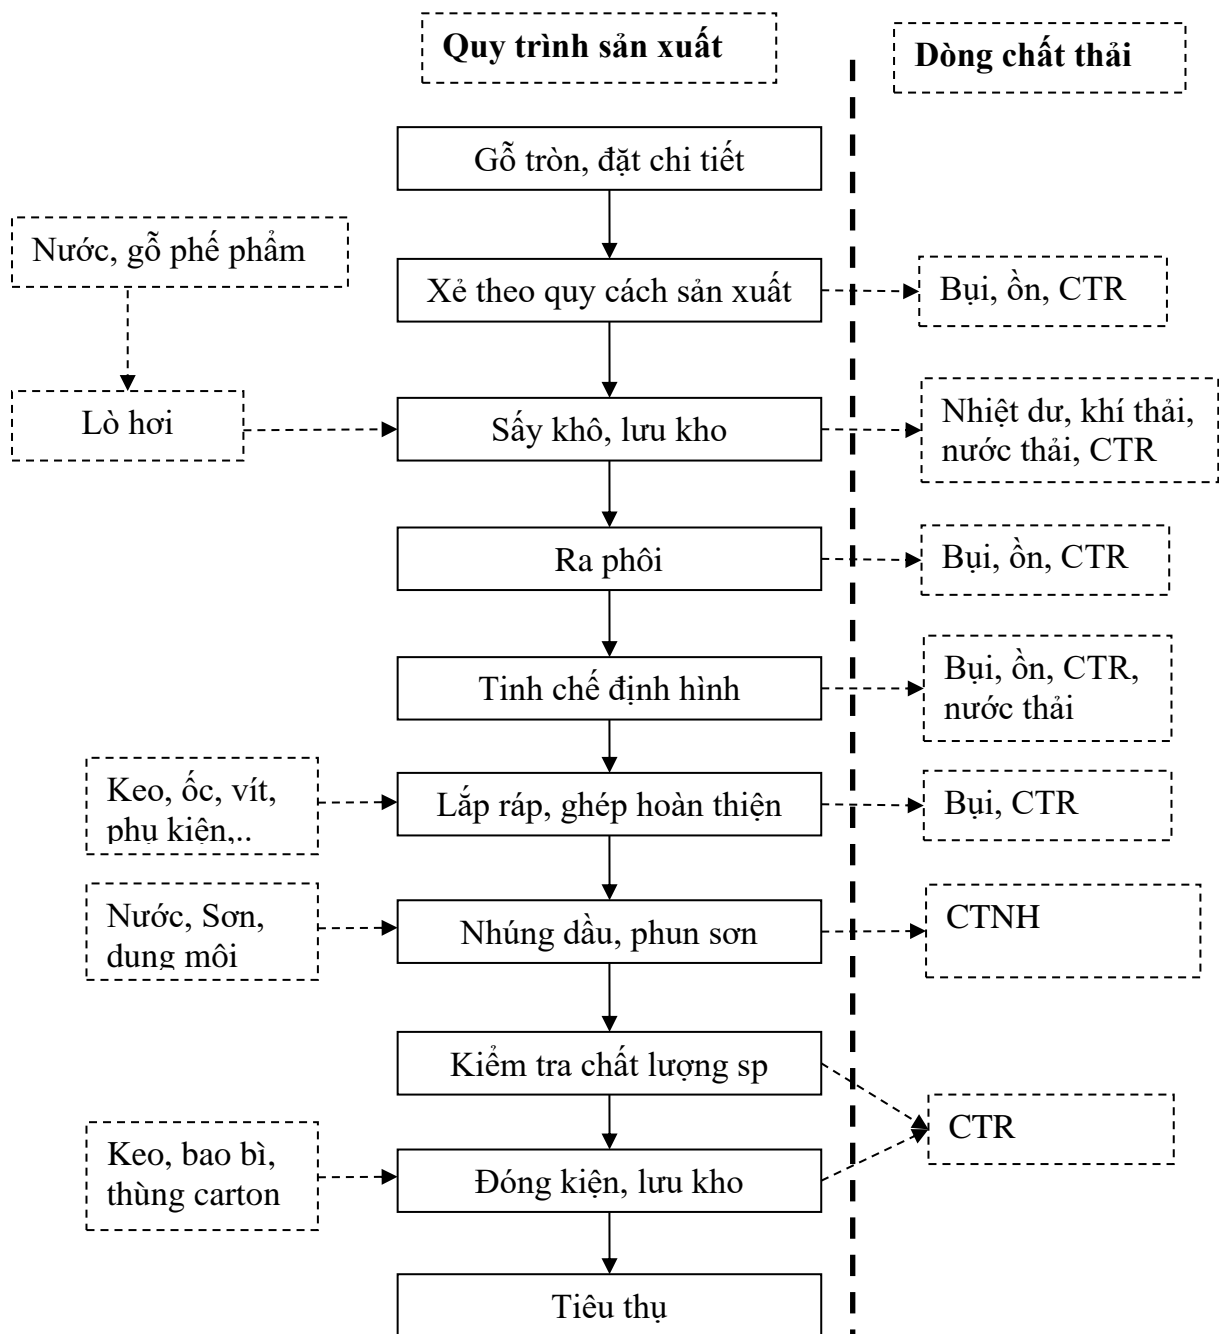 Quy trình sản xuất
Dòng chất thải
Gỗ tròn, đặt chi tiết
Nước, gỗ phế phẩm
Xẻ theo quy cách sản xuất
Bụi, ồn, CTR
Lò hơi
Sấy khô, lưu kho
Nhiệt dư, khí thải,
nước thải, CTR
Ra phôi
Bụi, ồn, CTR
Tinh chế định hình
Bụi, ồn, CTR,
nước thải
Keo, ốc, vít,
phụ kiện,..
Lắp ráp, ghép hoàn thiện
Bụi, CTR
Nước, Sơn,
dung môi
Nhúng dầu, phun sơn
CTNH
Kiểm tra chất lượng sp
CTR
Keo, bao bì,
thùng carton
Đóng kiện, lưu kho
Tiêu thụ